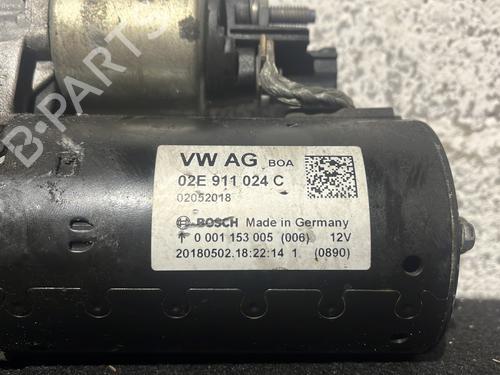 B-PARTS
VW AG BOA
02E 911 024 C
02052018
BOSCH Made in Germany
0 001 153 005 (006) 12V
20180502.18:22:14 1 (0890)